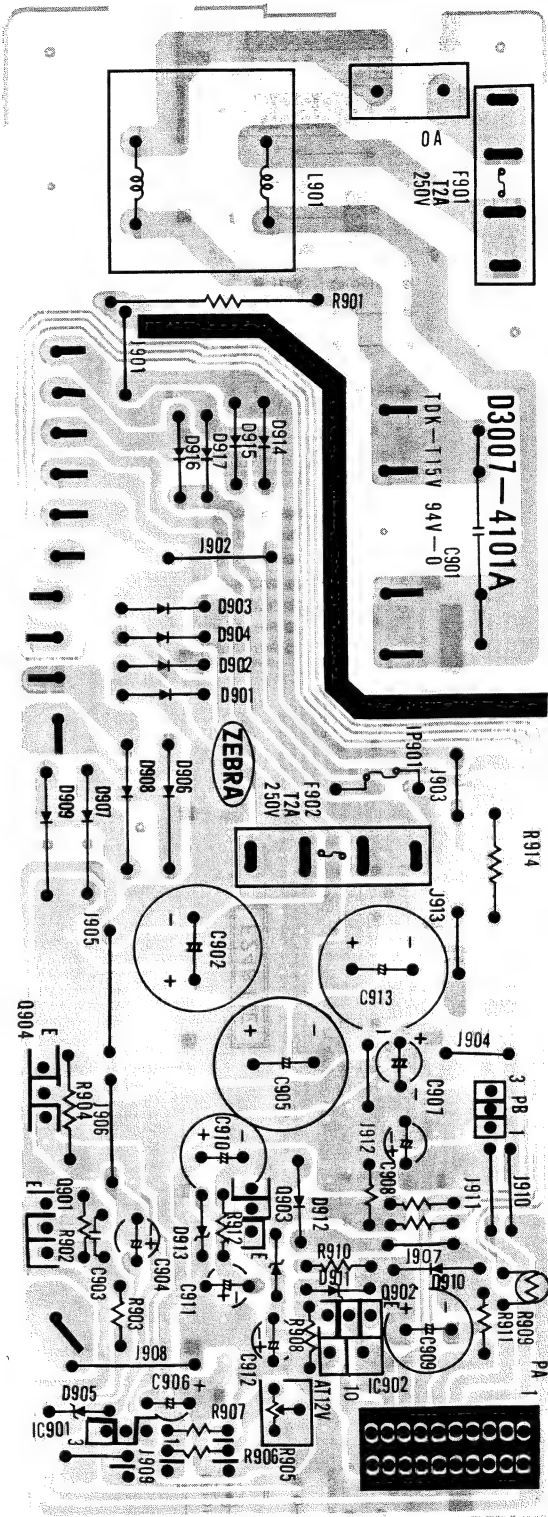 0A
F901
T2A
250V
L901
R901
J901
D3007-4101A
TDK-T15V 94V-0
C901
D914
D915
D917
D916
J902
D903
D904
D902
D901
ZEBRA
IP901
J903
F902
T2A
250V
R914
D906
D908
D907
D909
J905
J913
C902
- +
C913
+ -
Q904
E
R904
J906
C905
+ -
J904
C907
+ -
3 PB 1
C910
+ -
J912
C908
+
J911
J910
Q901
E
R902
C903
C904
+ -
D913
R912
Q903
E
D912
R910
J907
D910
R903
C911
+ -
Q902
E
C909
+ -
R911
R909
J908
C912
+ -
R908
AT12V
10
IC902
PA
1
D905
C906
+
IC901
3
R907
J909
R906
R905